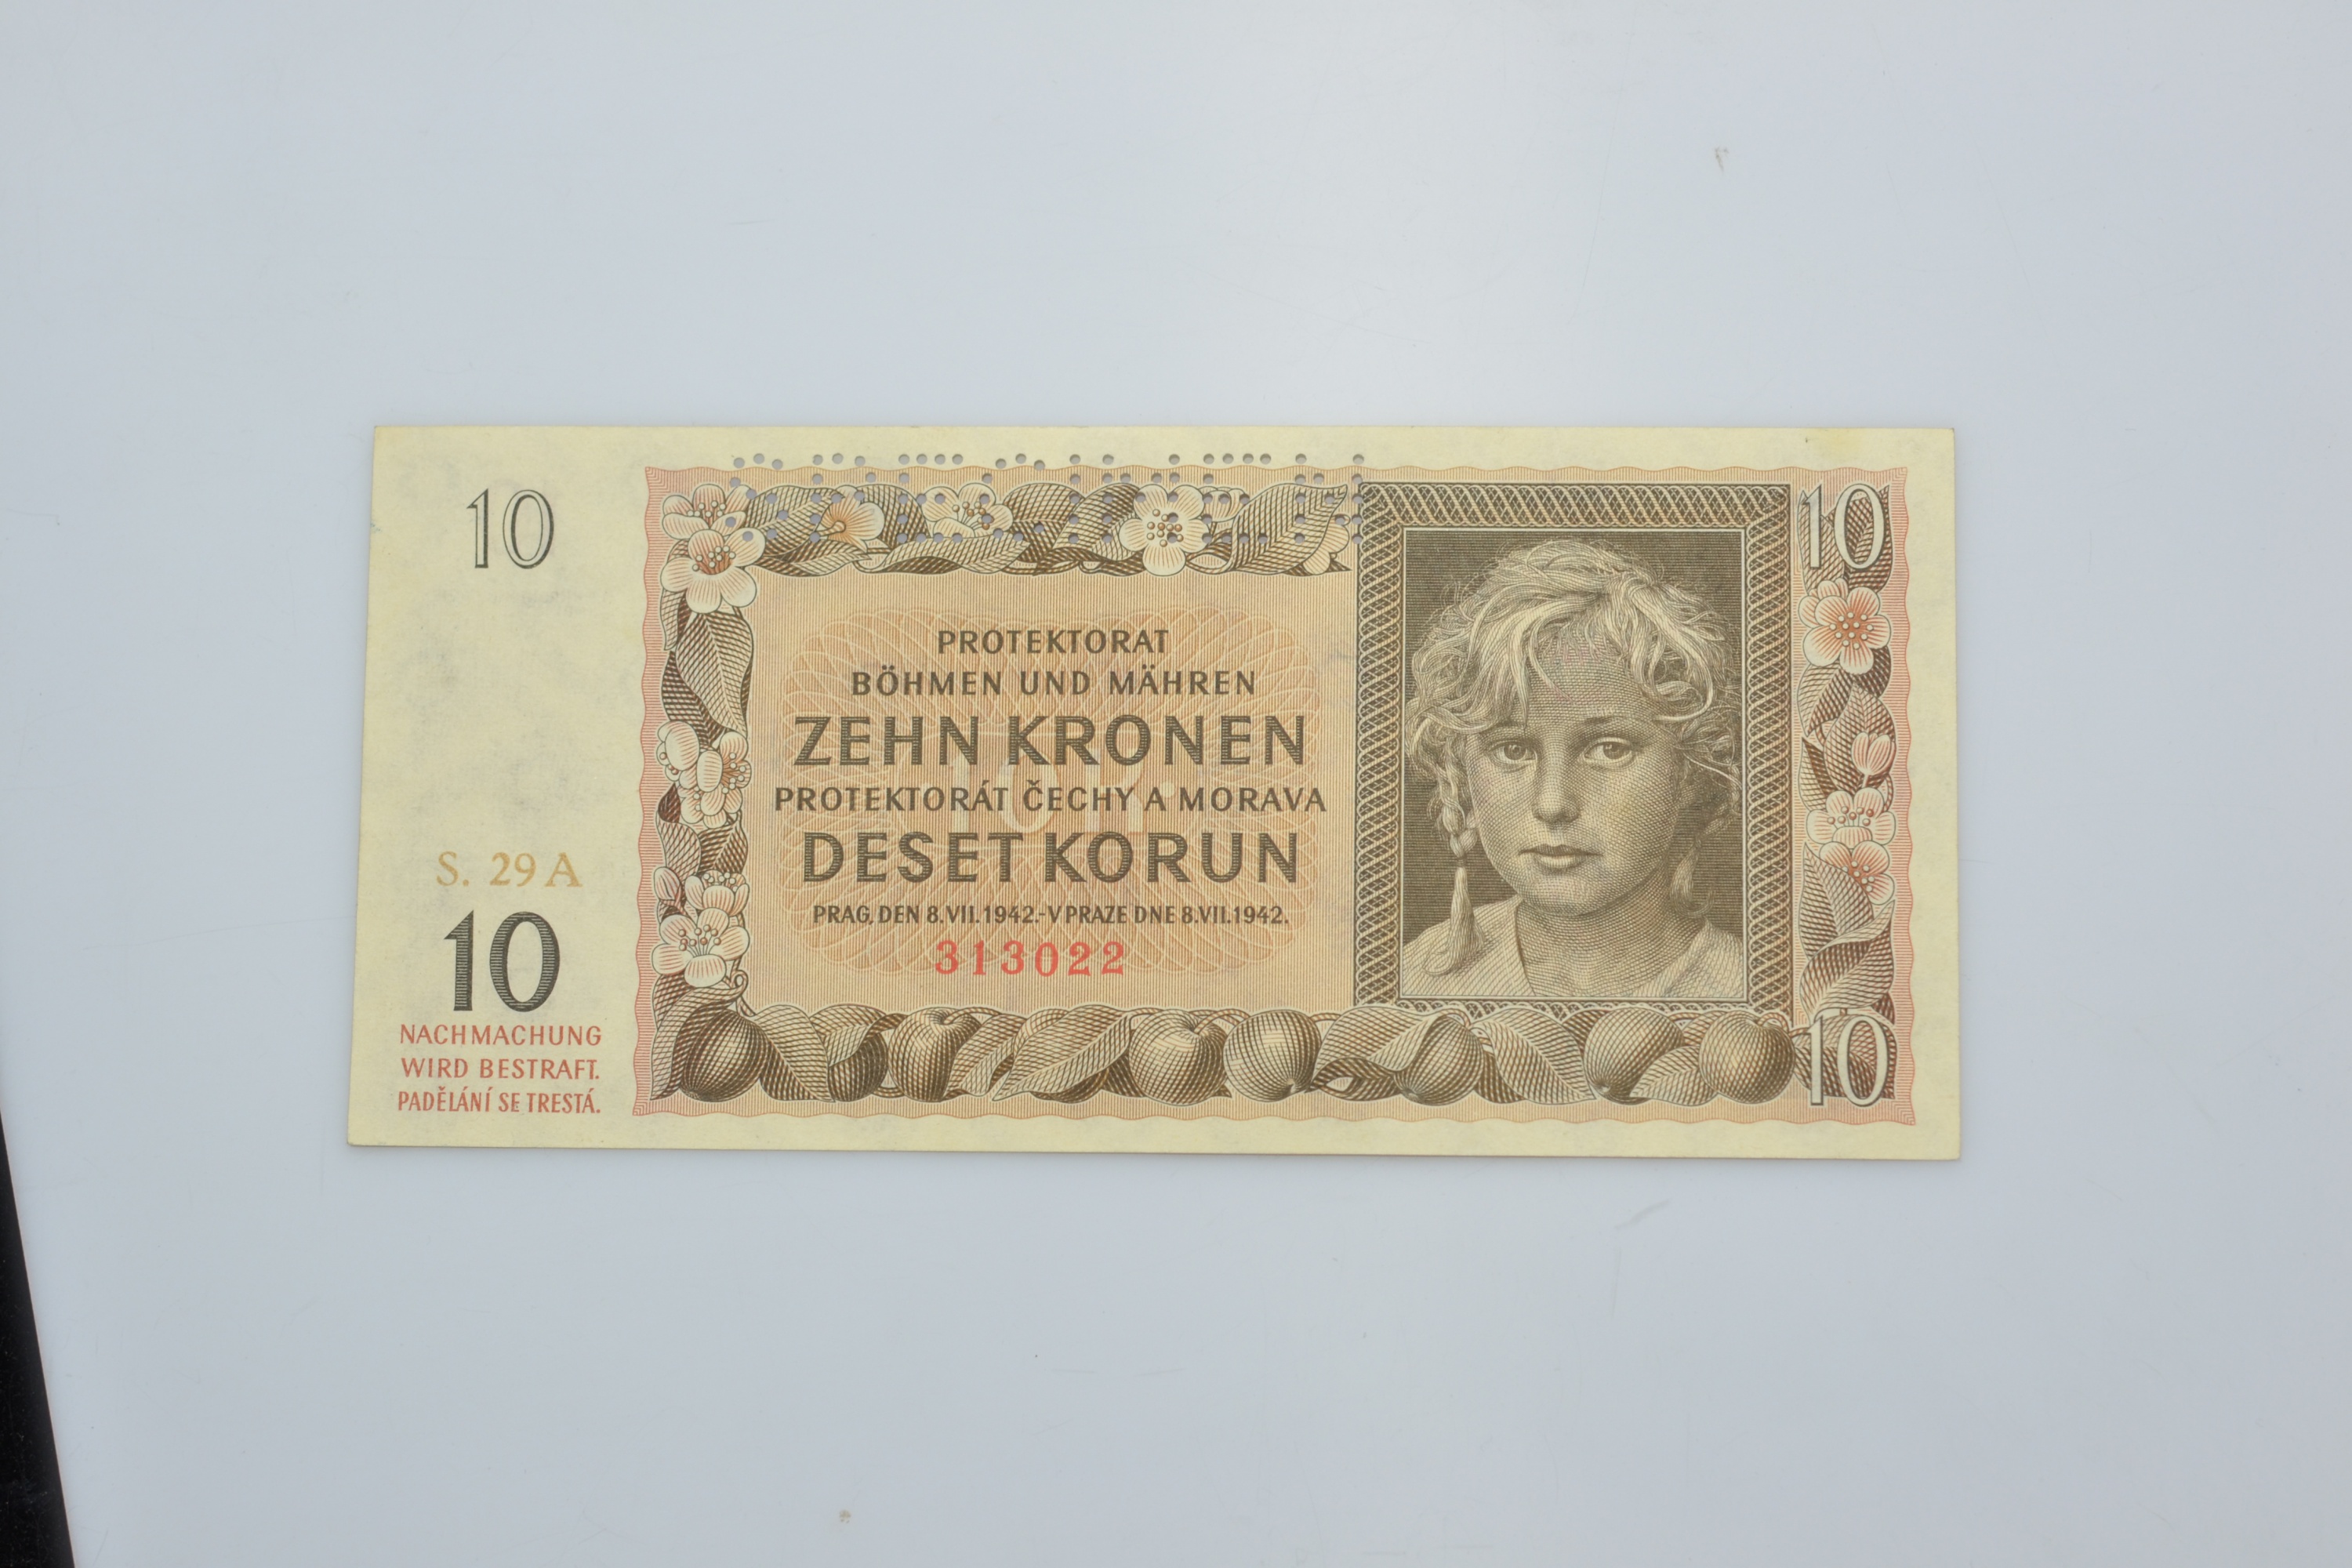 10
10
PROTEKTORAT
BÖHMEN UND MÄHREN
ZEHN KRONEN
PROTEKTORÁT ČECHY A MORAVA
DESET KORUN
PRAG, DEN 8.VII.1942.-V PRAZE DNE 8.VII.1942.
313022
S. 29 A
10
NACHMACHUNG
WIRD BESTRAFT.
PADĚLÁNÍ SE TRESTÁ.
10
SPECIMEN